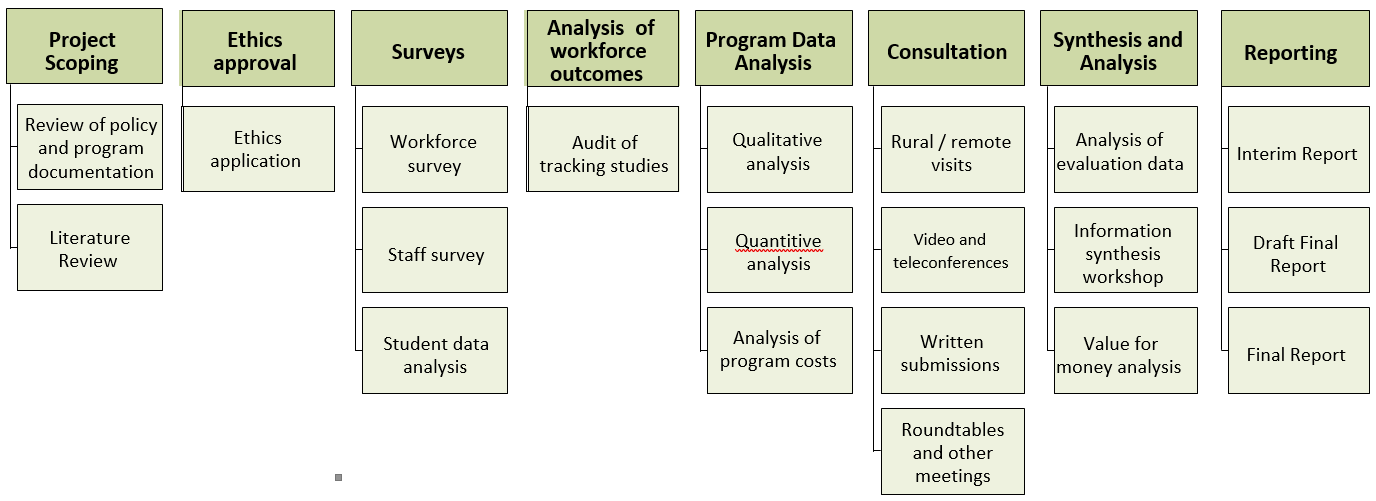 Project
Scoping
Review of policy
and program
documentation
Literature
Review
Ethics
approval
Ethics
application
Surveys
Workforce
survey
Staff survey
Student data
analysis
Analysis of
workforce
outcomes
Audit of
tracking studies
Program Data
Analysis
Qualitative
analysis
Quantitive
analysis
Analysis of
program costs
Consultation
Rural / remote
visits
Video and
teleconferences
Written
submissions
Roundtables
and other
meetings
Synthesis and
Analysis
Analysis of
evaluation data
Information
synthesis
workshop
Value for
money analysis
Reporting
Interim Report
Draft Final
Report
Final Report